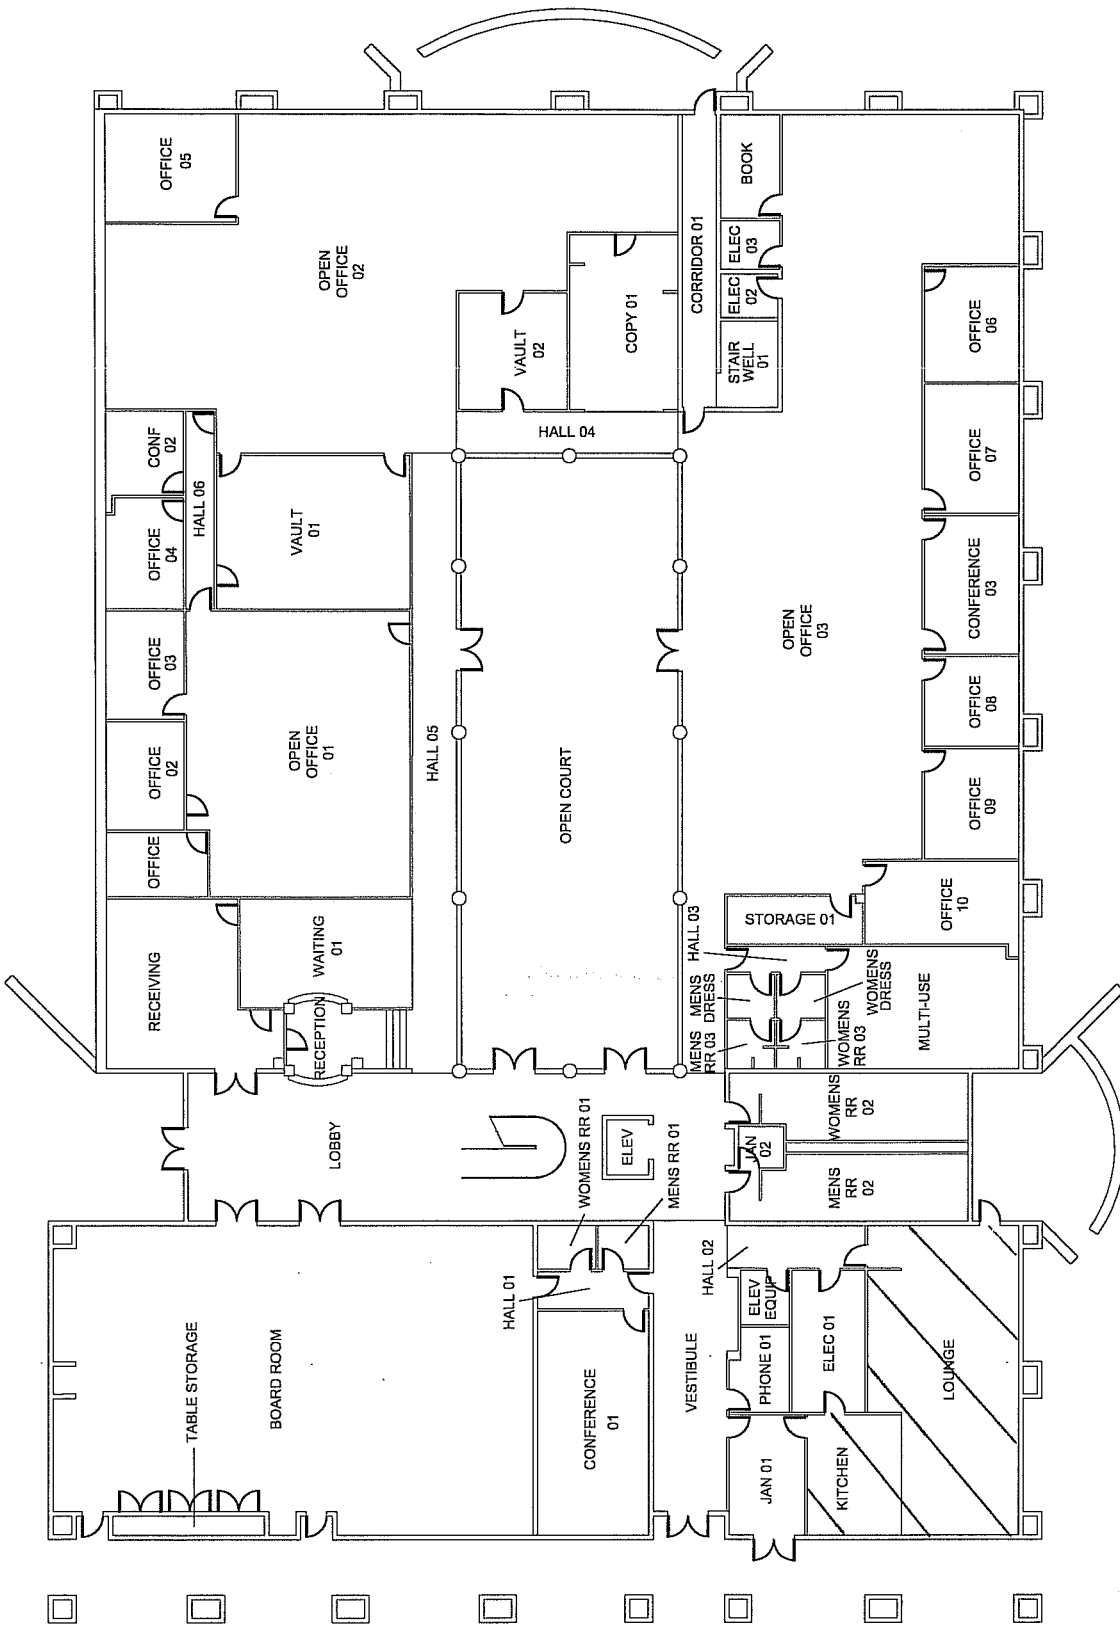 OFFICE
05
OPEN
OFFICE
02
BOOK
ELEC
03
CORRIDOR 01
ELEC
02
STAIR
WELL
01
COPY 01
VAULT
02
OFFICE
06
HALL 04
CONF
02
HALL 06
OFFICE
04
VAULT
01
OFFICE
07
CONFERENCE
03
OPEN
OFFICE
03
OFFICE
03
OFFICE
02
OPEN
OFFICE
01
HALL 05
OPEN COURT
OFFICE
08
OFFICE
09
OFFICE
OFFICE
10
STORAGE 01
HALL 03
RECEIVING
WAITING
01
RECEPTION
MENS
DRESS
WOMENS
DRESS
MENS
RR 03
WOMENS
RR 03
MULTI-USE
LOBBY
ELEV
WOMENS RR 01
MENS RR 01
JAN
02
WOMENS
RR
02
MENS
RR
02
HALL 01
HALL 02
ELEV
EQUIP
TABLE STORAGE
BOARD ROOM
CONFERENCE
01
VESTIBULE
PHONE 01
ELEC 01
LOUNGE
JAN 01
KITCHEN